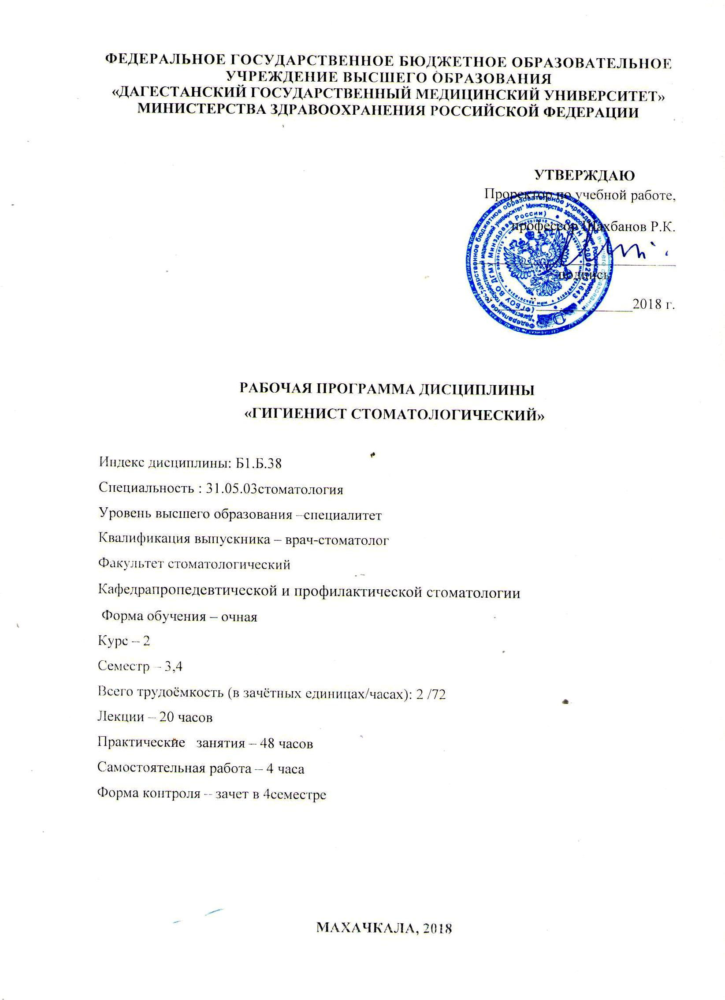 ФЕДЕРАЛЬНОЕ ГОСУДАРСТВЕННОЕ БЮДЖЕТНОЕ ОБРАЗОВАТЕЛЬНОЕ
УЧРЕЖДЕНИЕ ВЫСШЕГО ОБРАЗОВАНИЯ
«ДАГЕСТАНСКИЙ ГОСУДАРСТВЕННЫЙ МЕДИЦИНСКИЙ УНИВЕРСИТЕТ»
МИНИСТЕРСТВА ЗДРАВООХРАНЕНИЯ РОССИЙСКОЙ ФЕДЕРАЦИИ
УТВЕРЖДАЮ
Проректор по учебной работе,
профессор Шахбанов Р.К.
подпись
2018 г.
РАБОЧАЯ ПРОГРАММА ДИСЦИПЛИНЫ
«ГИГИЕНИСТ СТОМАТОЛОГИЧЕСКИЙ»
Индекс дисциплины: Б1.Б.38
Специальность : 31.05.03стоматология
Уровень высшего образования –специалитет
Квалификация выпускника – врач-стоматолог
Факультет стоматологический
Кафедрапропедевтической и профилактической стоматологии
Форма обучения – очная
Курс – 2
Семестр – 3,4
Всего трудоёмкость (в зачётных единицах/часах): 2 /72
Лекции – 20 часов
Практические занятия – 48 часов
Самостоятельная работа – 4 часа
Форма контроля – зачет в 4семестре
МАХАЧКАЛА, 2018